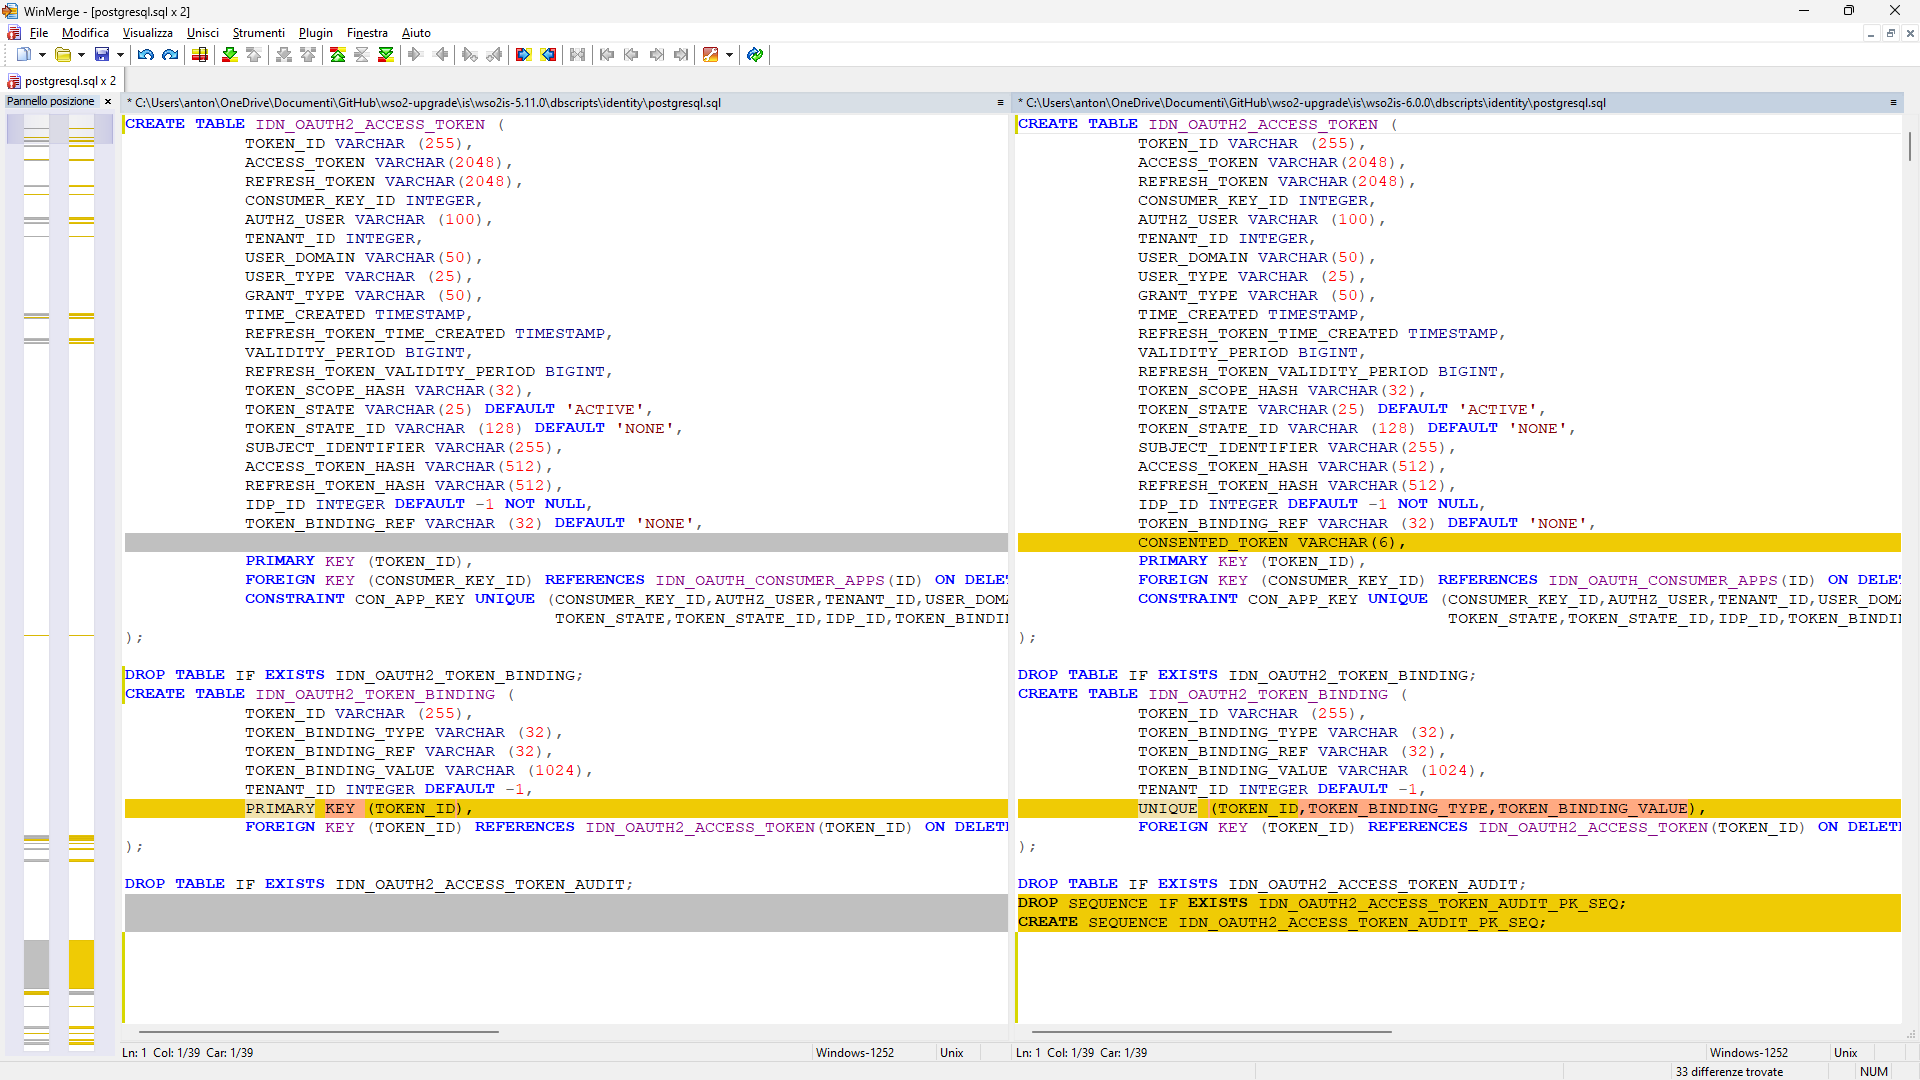 WinMerge - [postgresql.sql x 2]
File Modifica Visualizza Unisci Strumenti Plugin Finestra Aiuto
postgresql.sql x 2
Pannello posizione ×
* C:\Users\anton\OneDrive\Documenti\GitHub\wso2-upgrade\is\wso2is-5.11.0\dbscripts\identity\postgresql.sql
CREATE TABLE IDN_OAUTH2_ACCESS_TOKEN (
TOKEN_ID VARCHAR (255),
ACCESS_TOKEN VARCHAR(2048),
REFRESH_TOKEN VARCHAR(2048),
CONSUMER_KEY_ID INTEGER,
AUTHZ_USER VARCHAR (100),
TENANT_ID INTEGER,
USER_DOMAIN VARCHAR(50),
USER_TYPE VARCHAR (25),
GRANT_TYPE VARCHAR (50),
TIME_CREATED TIMESTAMP,
REFRESH_TOKEN_TIME_CREATED TIMESTAMP,
VALIDITY_PERIOD BIGINT,
REFRESH_TOKEN_VALIDITY_PERIOD BIGINT,
TOKEN_SCOPE_HASH VARCHAR(32),
TOKEN_STATE VARCHAR(25) DEFAULT 'ACTIVE',
TOKEN_STATE_ID VARCHAR (128) DEFAULT 'NONE',
SUBJECT_IDENTIFIER VARCHAR(255),
ACCESS_TOKEN_HASH VARCHAR(512),
REFRESH_TOKEN_HASH VARCHAR(512),
IDP_ID INTEGER DEFAULT -1 NOT NULL,
TOKEN_BINDING_REF VARCHAR (32) DEFAULT 'NONE',
PRIMARY KEY (TOKEN_ID),
FOREIGN KEY (CONSUMER_KEY_ID) REFERENCES IDN_OAUTH_CONSUMER_APPS(ID) ON DELE
CONSTRAINT CON_APP_KEY UNIQUE (CONSUMER_KEY_ID,AUTHZ_USER,TENANT_ID,USER_DOM
TOKEN_STATE,TOKEN_STATE_ID,IDP_ID,TOKEN_BINDI
);
DROP TABLE IF EXISTS IDN_OAUTH2_TOKEN_BINDING;
CREATE TABLE IDN_OAUTH2_TOKEN_BINDING (
TOKEN_ID VARCHAR (255),
TOKEN_BINDING_TYPE VARCHAR (32),
TOKEN_BINDING_REF VARCHAR (32),
TOKEN_BINDING_VALUE VARCHAR (1024),
TENANT_ID INTEGER DEFAULT -1,
PRIMARY KEY (TOKEN_ID),
FOREIGN KEY (TOKEN_ID) REFERENCES IDN_OAUTH2_ACCESS_TOKEN(TOKEN_ID) ON DELET
);
DROP TABLE IF EXISTS IDN_OAUTH2_ACCESS_TOKEN_AUDIT;
Ln: 1 Col: 1/39 Car: 1/39 Windows-1252 Unix
* C:\Users\anton\OneDrive\Documenti\GitHub\wso2-upgrade\is\wso2is-6.0.0\dbscripts\identity\postgresql.sql
CREATE TABLE IDN_OAUTH2_ACCESS_TOKEN (
TOKEN_ID VARCHAR (255),
ACCESS_TOKEN VARCHAR(2048),
REFRESH_TOKEN VARCHAR(2048),
CONSUMER_KEY_ID INTEGER,
AUTHZ_USER VARCHAR (100),
TENANT_ID INTEGER,
USER_DOMAIN VARCHAR(50),
USER_TYPE VARCHAR (25),
GRANT_TYPE VARCHAR (50),
TIME_CREATED TIMESTAMP,
REFRESH_TOKEN_TIME_CREATED TIMESTAMP,
VALIDITY_PERIOD BIGINT,
REFRESH_TOKEN_VALIDITY_PERIOD BIGINT,
TOKEN_SCOPE_HASH VARCHAR(32),
TOKEN_STATE VARCHAR(25) DEFAULT 'ACTIVE',
TOKEN_STATE_ID VARCHAR (128) DEFAULT 'NONE',
SUBJECT_IDENTIFIER VARCHAR(255),
ACCESS_TOKEN_HASH VARCHAR(512),
REFRESH_TOKEN_HASH VARCHAR(512),
IDP_ID INTEGER DEFAULT -1 NOT NULL,
TOKEN_BINDING_REF VARCHAR (32) DEFAULT 'NONE',
CONSENTED_TOKEN VARCHAR(6),
PRIMARY KEY (TOKEN_ID),
FOREIGN KEY (CONSUMER_KEY_ID) REFERENCES IDN_OAUTH_CONSUMER_APPS(ID) ON DELE
CONSTRAINT CON_APP_KEY UNIQUE (CONSUMER_KEY_ID,AUTHZ_USER,TENANT_ID,USER_DOM
TOKEN_STATE,TOKEN_STATE_ID,IDP_ID,TOKEN_BINDI
);
DROP TABLE IF EXISTS IDN_OAUTH2_TOKEN_BINDING;
CREATE TABLE IDN_OAUTH2_TOKEN_BINDING (
TOKEN_ID VARCHAR (255),
TOKEN_BINDING_TYPE VARCHAR (32),
TOKEN_BINDING_REF VARCHAR (32),
TOKEN_BINDING_VALUE VARCHAR (1024),
TENANT_ID INTEGER DEFAULT -1,
UNIQUE (TOKEN_ID,TOKEN_BINDING_TYPE,TOKEN_BINDING_VALUE),
FOREIGN KEY (TOKEN_ID) REFERENCES IDN_OAUTH2_ACCESS_TOKEN(TOKEN_ID) ON DELET
);
DROP TABLE IF EXISTS IDN_OAUTH2_ACCESS_TOKEN_AUDIT;
DROP SEQUENCE IF EXISTS IDN_OAUTH2_ACCESS_TOKEN_AUDIT_PK_SEQ;
CREATE SEQUENCE IDN_OAUTH2_ACCESS_TOKEN_AUDIT_PK_SEQ;
Ln: 1 Col: 1/39 Car: 1/39 Windows-1252 Unix
33 differenze trovate NUM